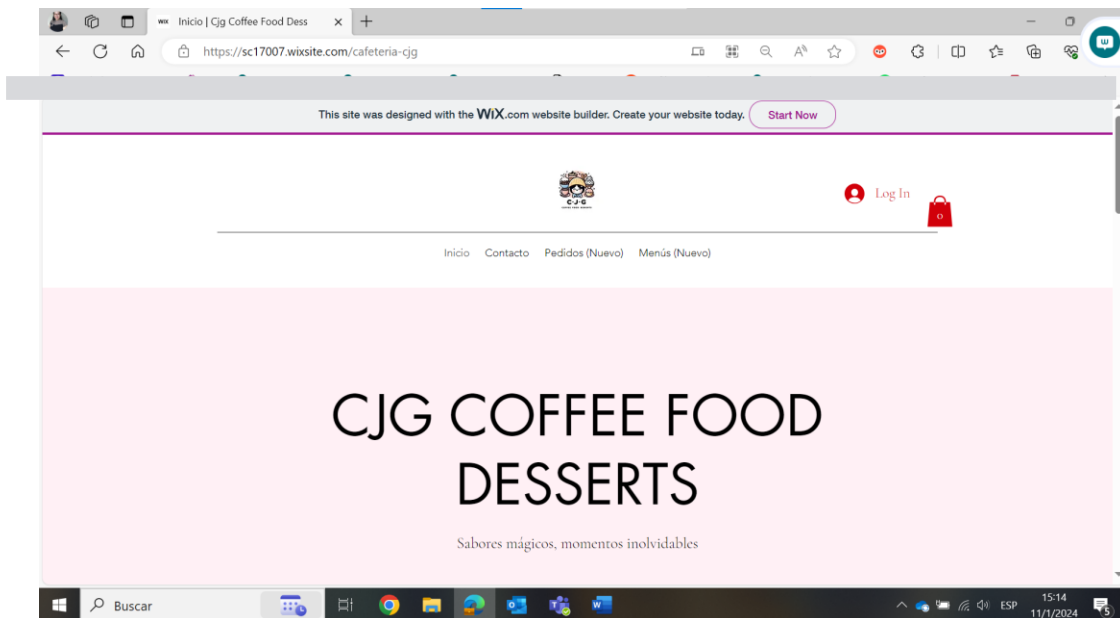 WiX Inicio | Cjg Coffee Food Dess
https://sc17007.wixsite.com/cafeteria-cjg
This site was designed with the WiX.com website builder. Create your website today. Start Now
C·J·G
Log In
0
Inicio Contacto Pedidos (Nuevo) Menús (Nuevo)
CJG COFFEE FOOD
DESSERTS
Sabores mágicos, momentos inolvidables
Buscar
ESP
15:14
11/1/2024
5